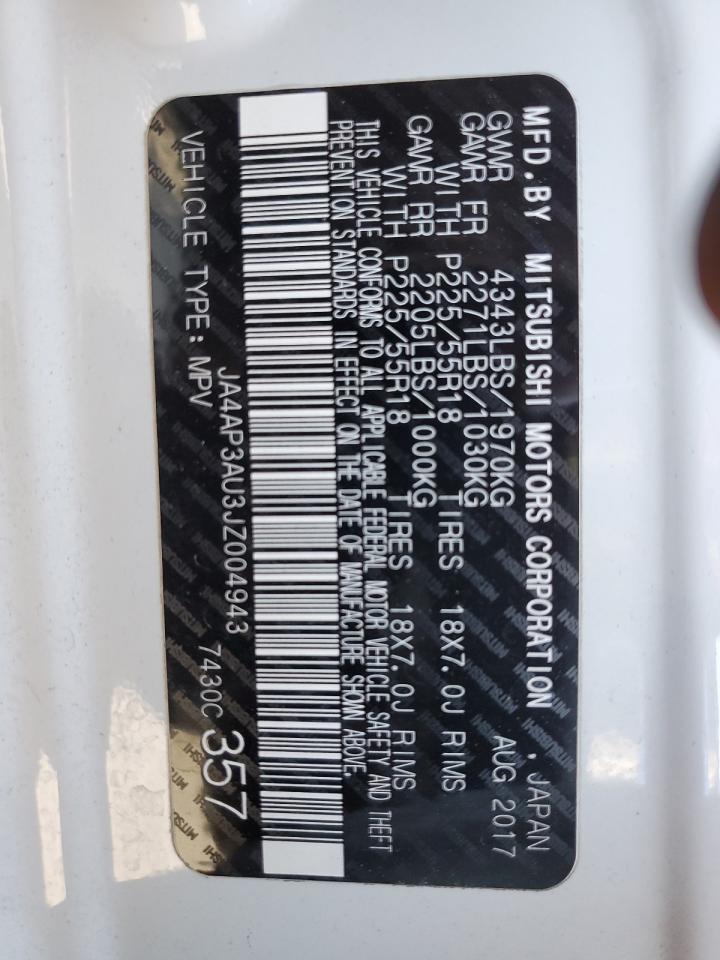 MFD.BY MITSUBISHI MOTORS CORPORATION, JAPAN
GWR 4343LBS/1970KG AUG 2017
GAWR FR 2271LBS/1030KG
WITH P225/55R18 TIRES 18X7.0J RIMS
GAWR RR 2205LBS/1000KG
WITH P225/55R18 TIRES 18X7.0J RIMS
THIS VEHICLE CONFORMS TO ALL APPLICABLE FEDERAL MOTOR VEHICLE SAFETY AND THEFT
PREVENTION STANDARDS IN EFFECT ON THE DATE OF MANUFACTURE SHOWN ABOVE.
JA4AP3AU3JZ004943 7430C 357
VEHICLE TYPE: MPV